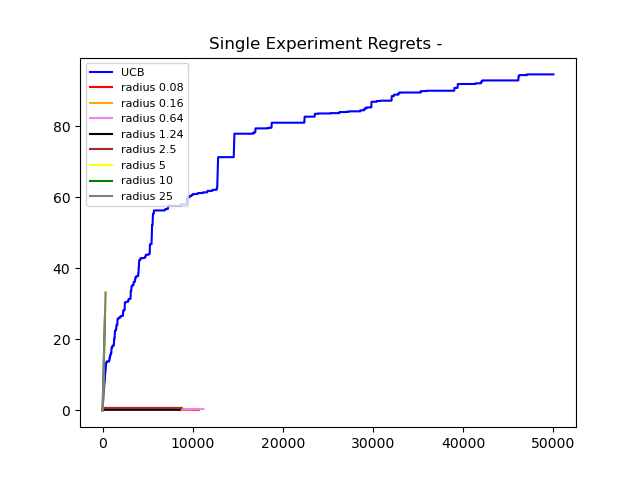 Single Experiment Regrets -
UCB
radius 0.08
radius 0.16
radius 0.64
radius 1.24
radius 2.5
radius 5
radius 10
radius 25
80
60
40
20
0
0 10000 20000 30000 40000 50000